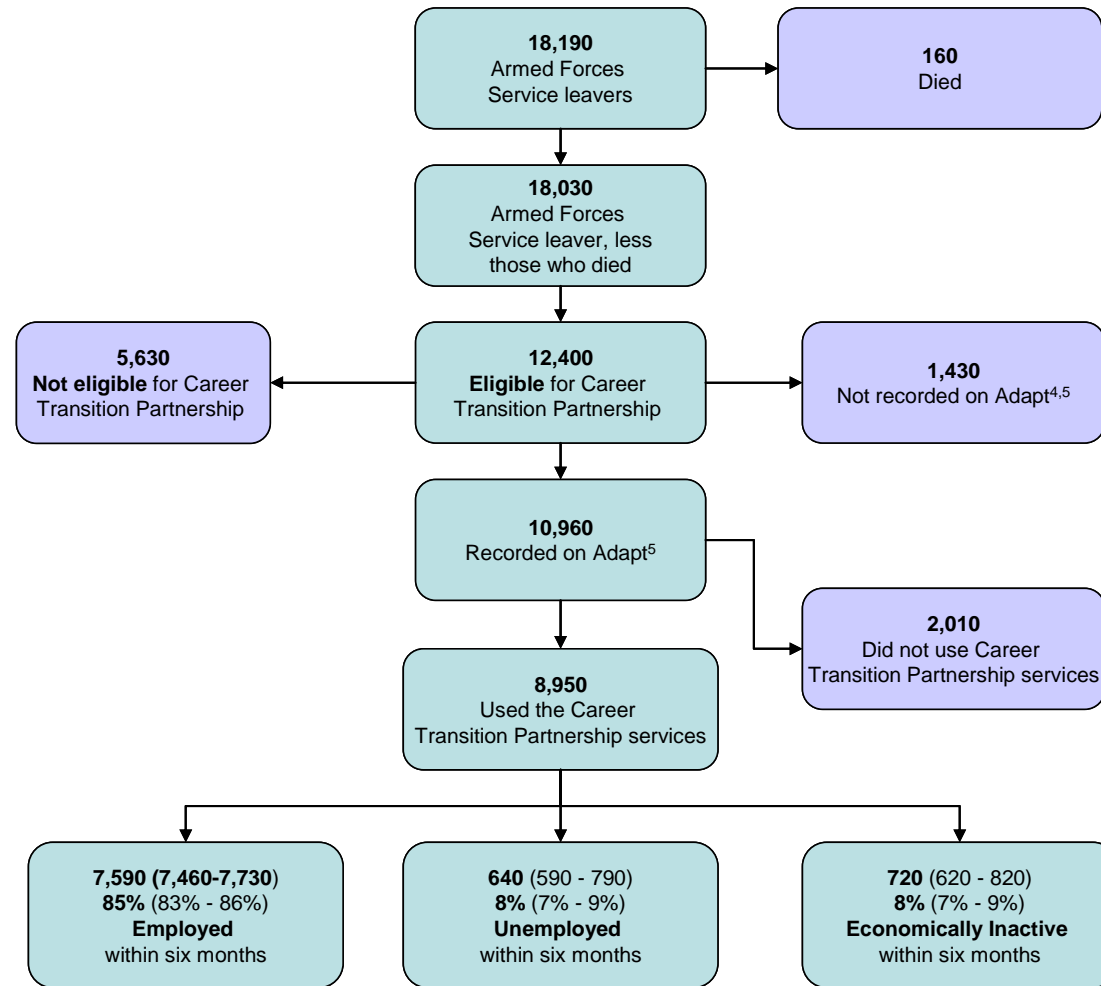 18,190
Armed Forces
Service leavers
160
Died
18,030
Armed Forces
Service leaver, less
those who died
5,630
Not eligible for Career
Transition Partnership
12,400
Eligible for Career
Transition Partnership
1,430
Not recorded on Adapt⁴,⁵
10,960
Recorded on Adapt⁵
2,010
Did not use Career
Transition Partnership services
8,950
Used the Career
Transition Partnership services
7,590 (7,460-7,730)
85% (83% - 86%)
Employed
within six months
640 (590 - 790)
8% (7% - 9%)
Unemployed
within six months
720 (620 - 820)
8% (7% - 9%)
Economically Inactive
within six months